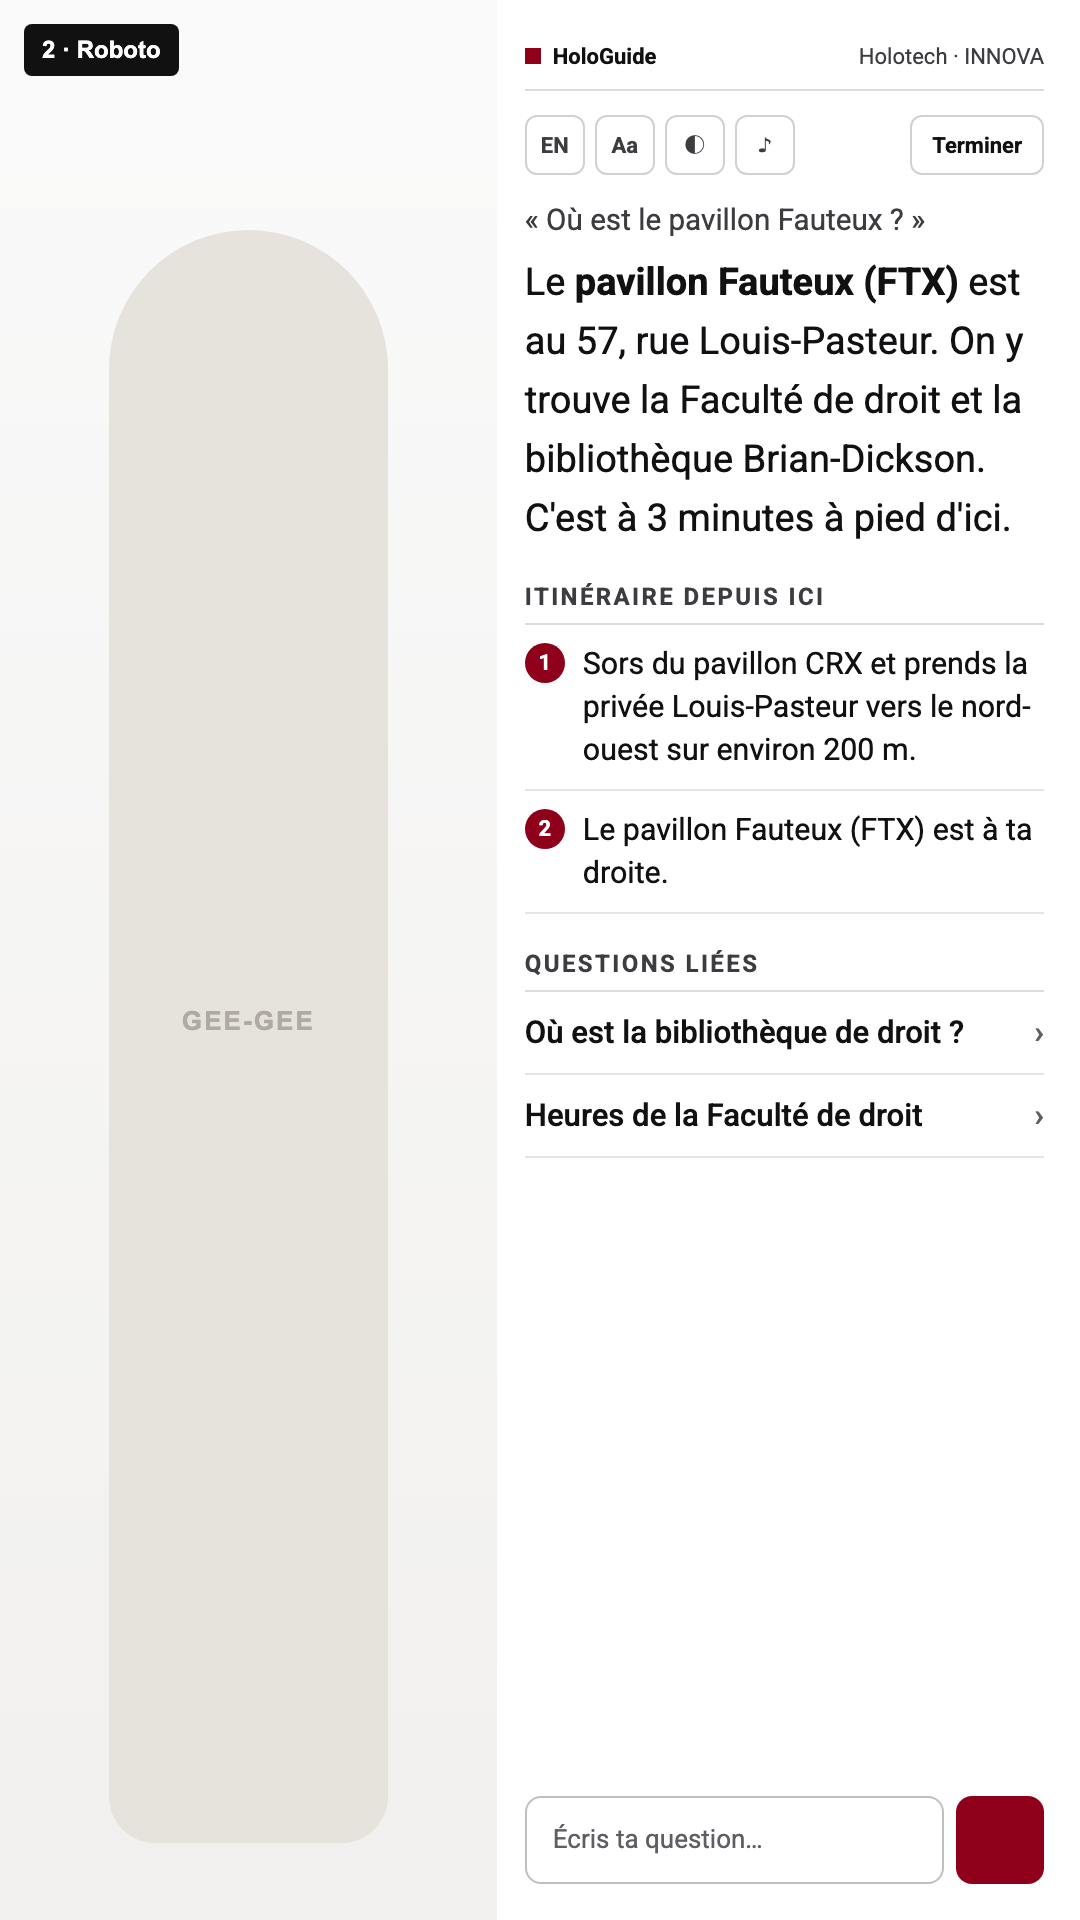 2 · Roboto
HoloGuide
Holotech · INNOVA
EN
Aa
Terminer
« Où est le pavillon Fauteux ? »
Le pavillon Fauteux (FTX) est
au 57, rue Louis-Pasteur. On y
trouve la Faculté de droit et la
bibliothèque Brian-Dickson.
C'est à 3 minutes à pied d'ici.
ITINÉRAIRE DEPUIS ICI
1 Sors du pavillon CRX et prends la
privée Louis-Pasteur vers le nord-
ouest sur environ 200 m.
2 Le pavillon Fauteux (FTX) est à ta
droite.
QUESTIONS LIÉES
Où est la bibliothèque de droit ? ›
Heures de la Faculté de droit ›
GEE-GEE
Écris ta question…